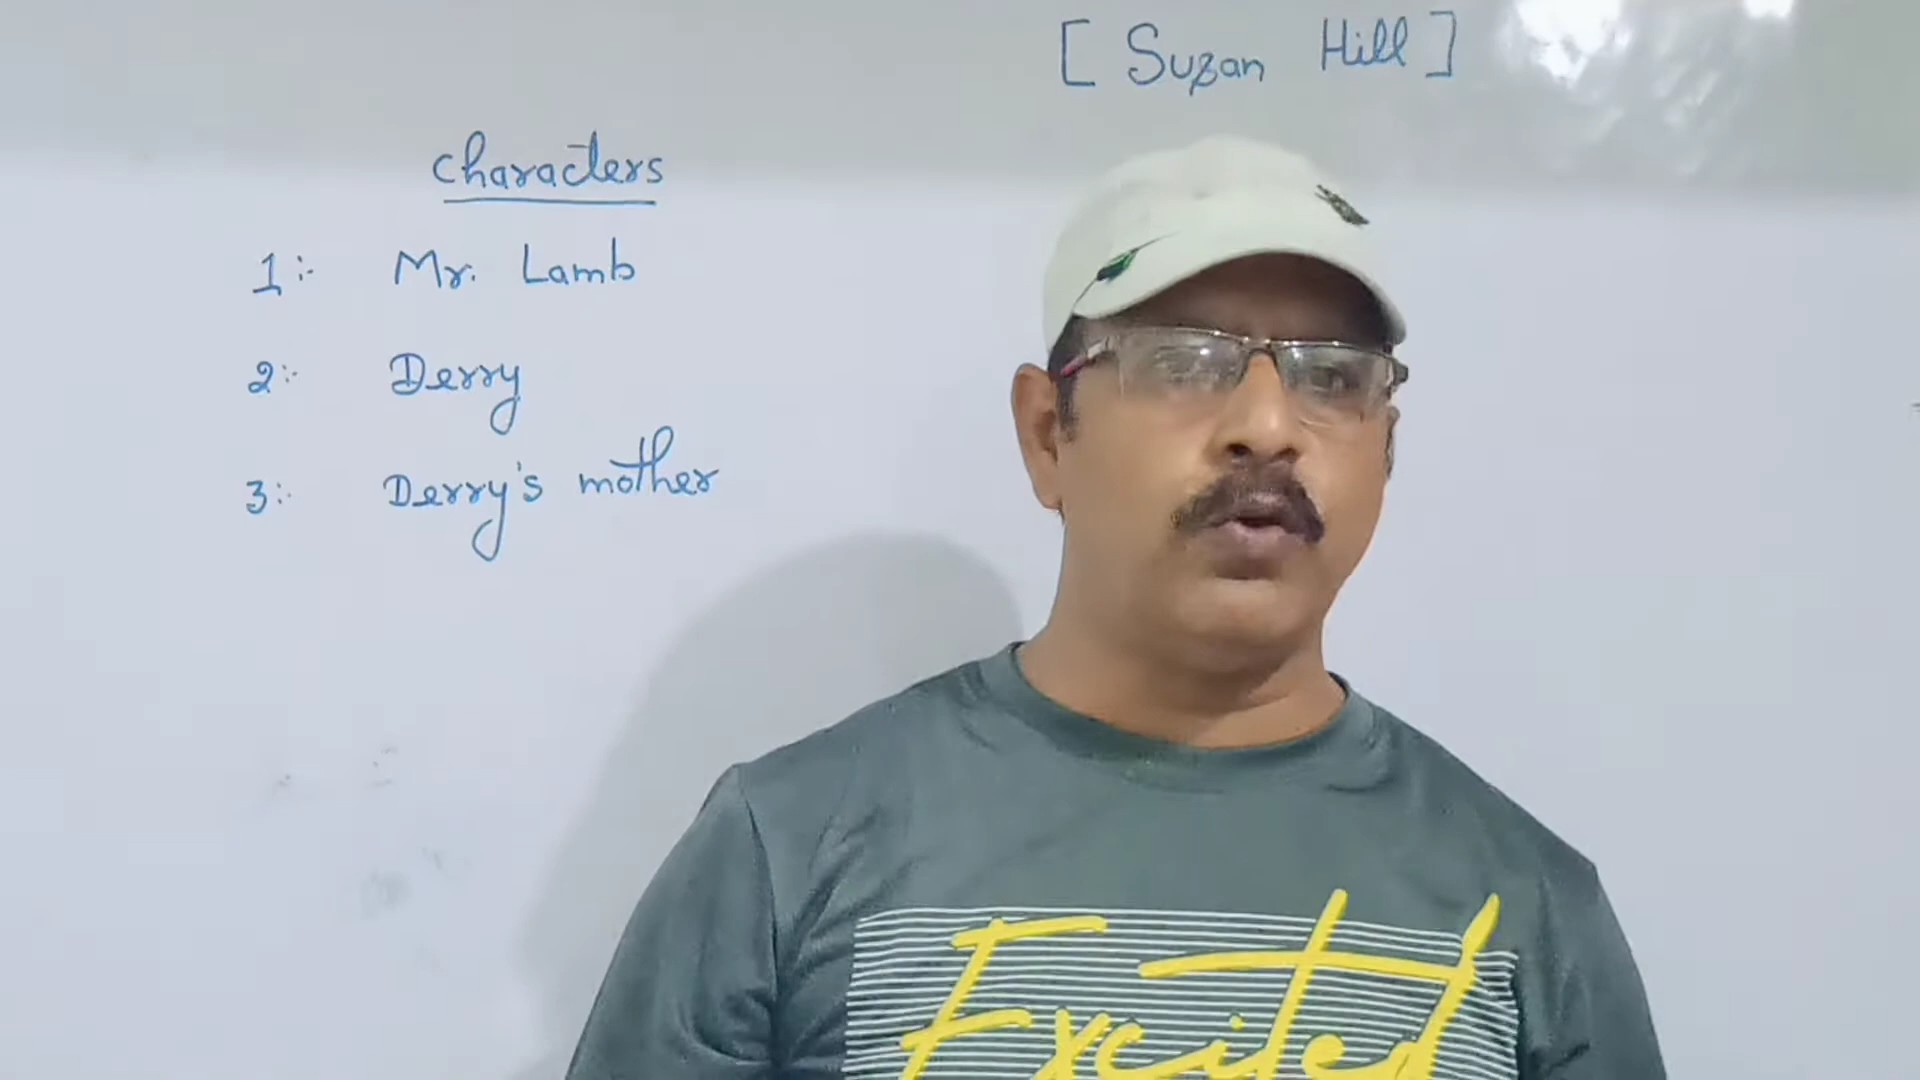 [ Suzan Hill ]
Characters
1:- Mr. Lamb
2:- Derry
3:- Derry's mother
Excited